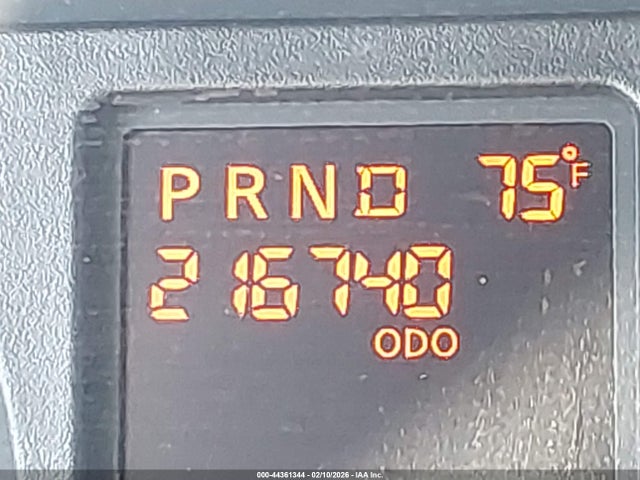 PRND 75°F
216740
ODO
000-44361344 - 02/10/2026 - IAA Inc.